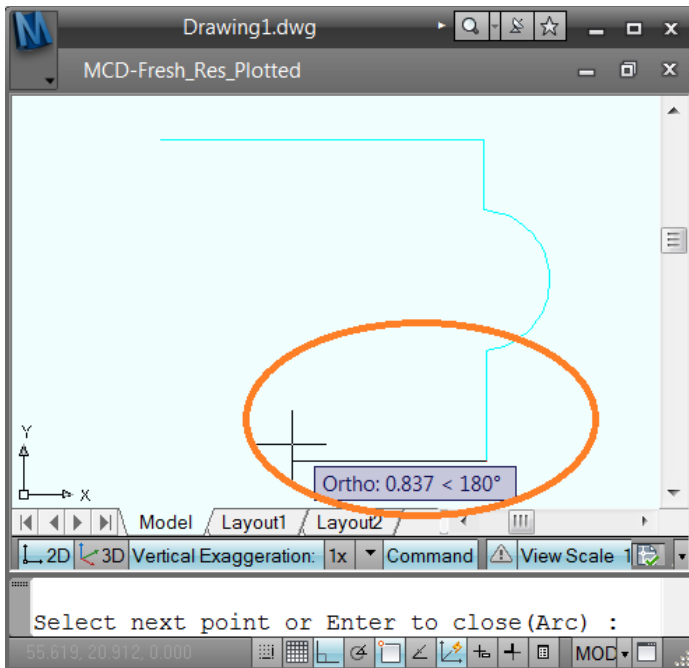 Drawing1.dwg
MCD-Fresh_Res_Plotted
Y
Ortho: 0.837 < 180°
X
Model Layout1 Layout2
2D 3D Vertical Exaggeration: 1x Command View Scale 1
Select next point or Enter to close(Arc) :
55.619, 20.912, 0.000 MOD